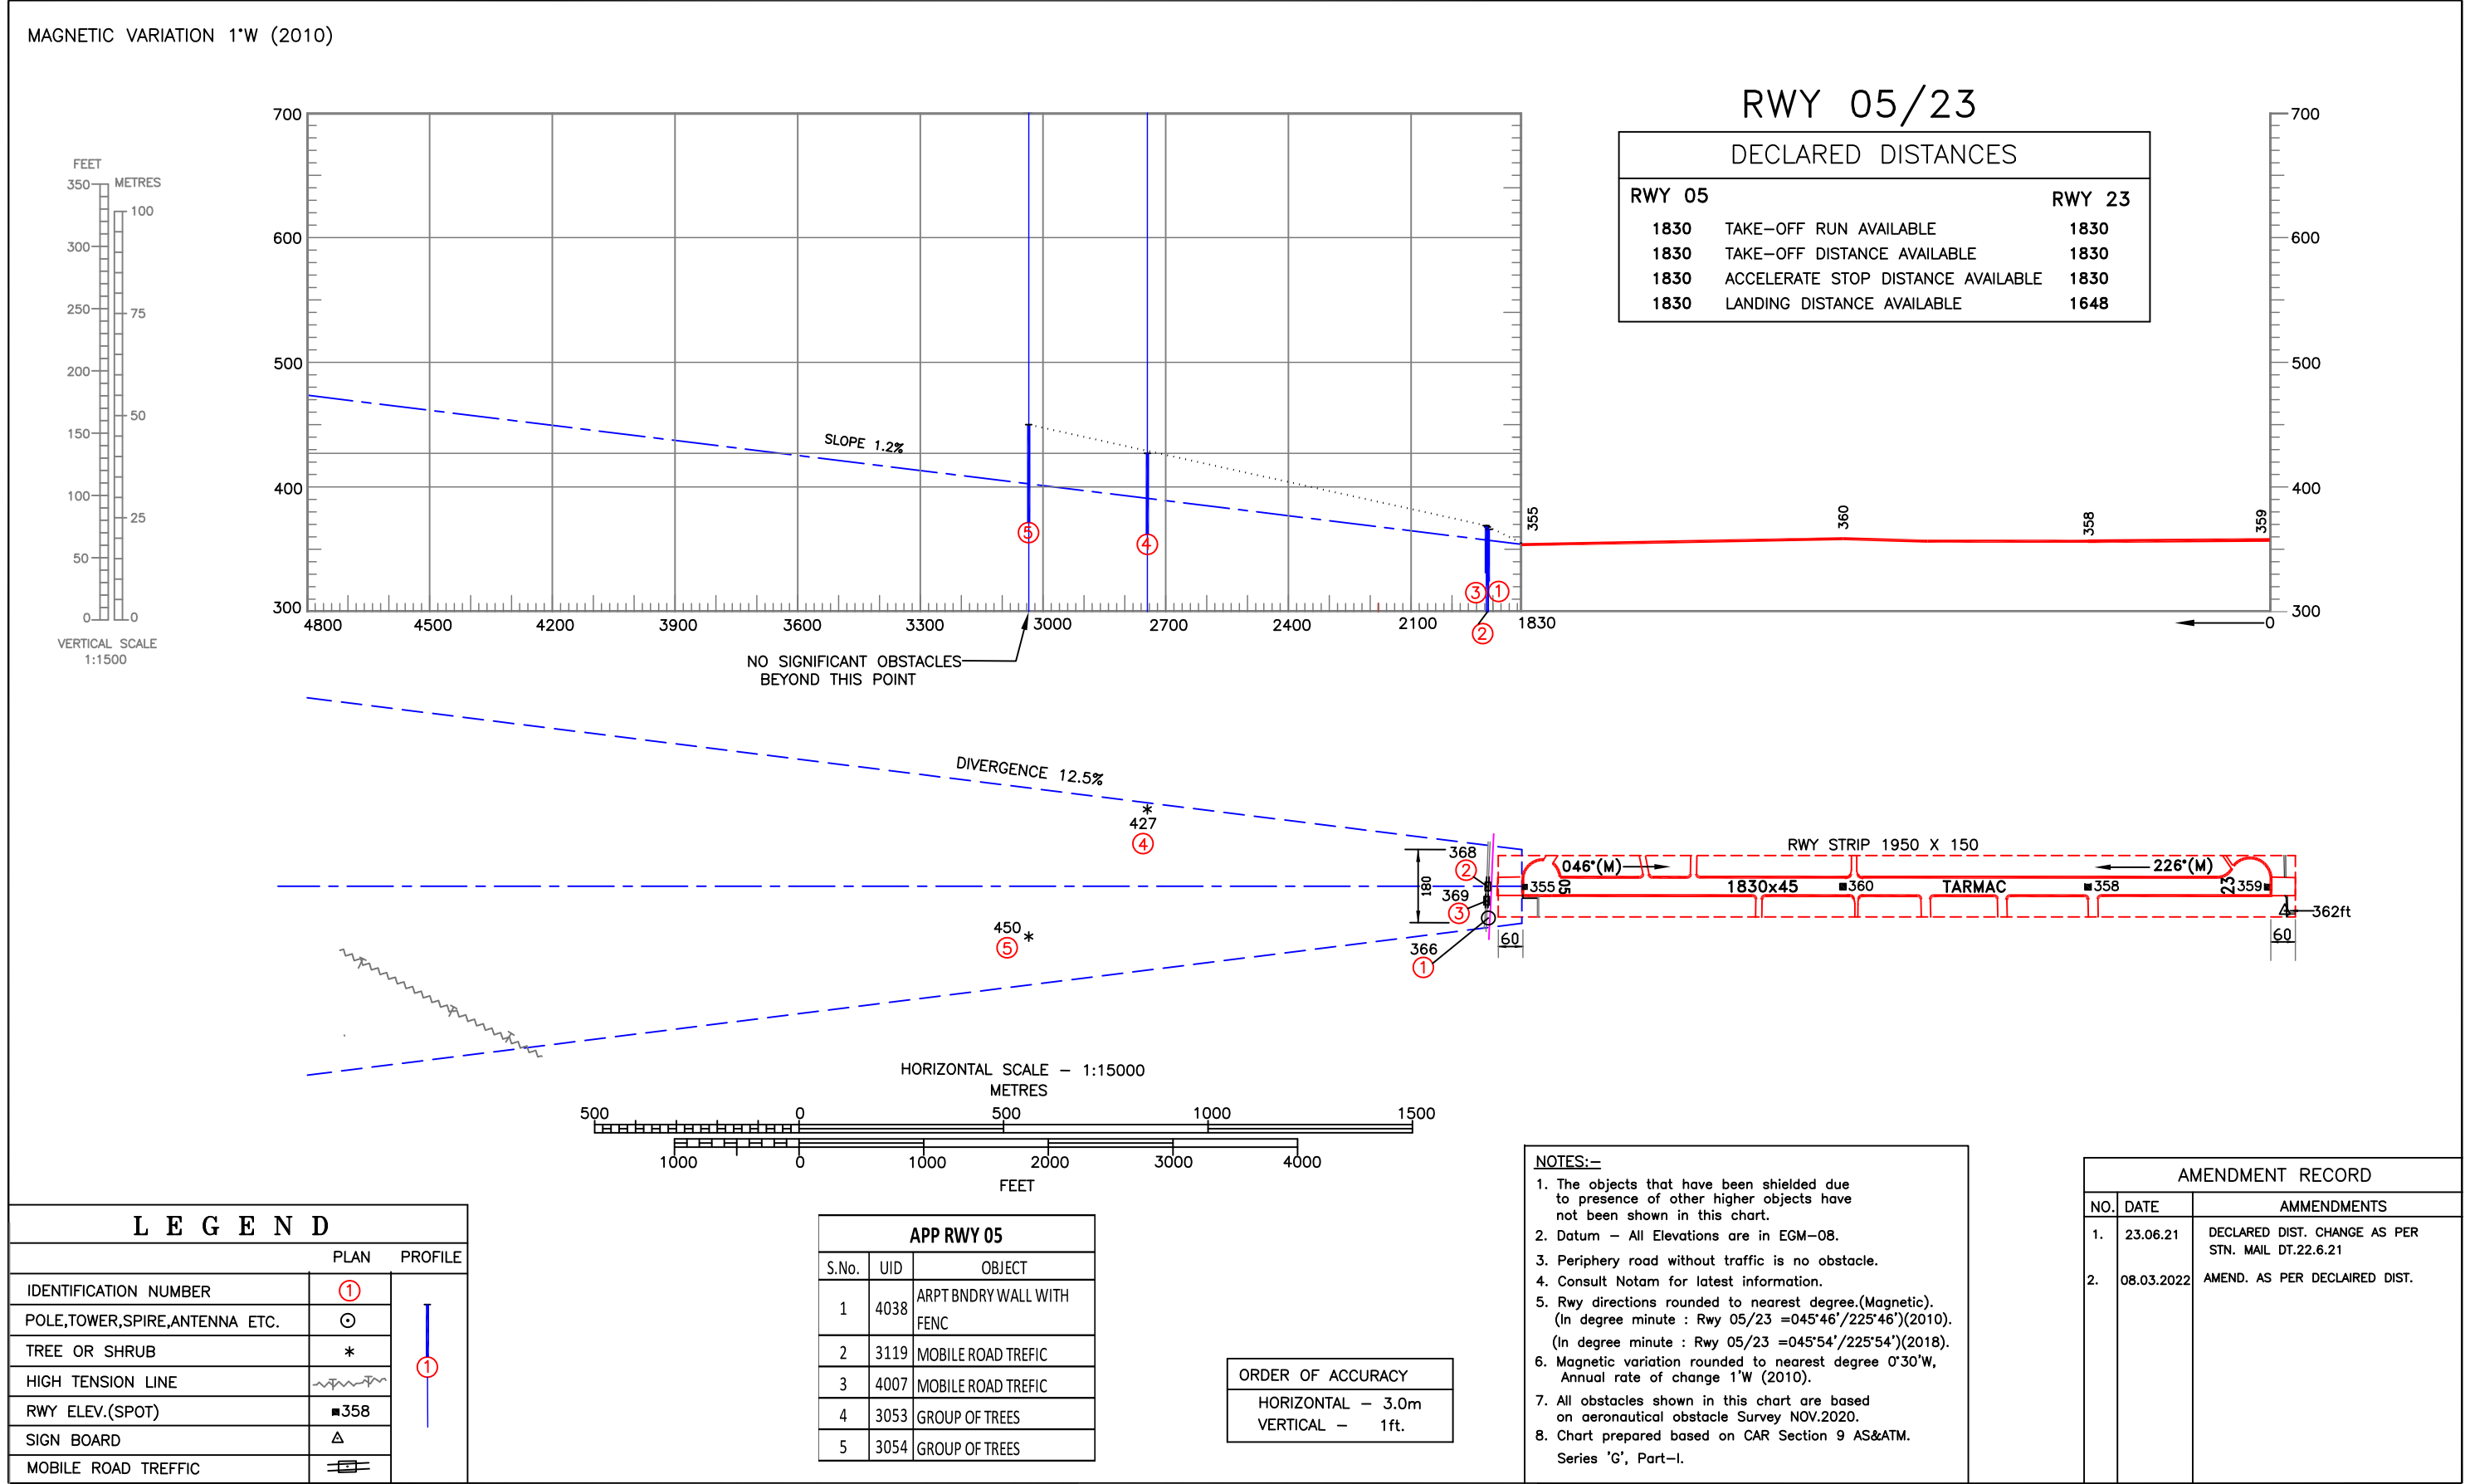 MAGNETIC VARIATION 1°W (2010)
RWY 05/23
DECLARED DISTANCES
RWY 05 RWY 23
1830 TAKE-OFF RUN AVAILABLE 1830
1830 TAKE-OFF DISTANCE AVAILABLE 1830
1830 ACCELERATE STOP DISTANCE AVAILABLE 1830
1830 LANDING DISTANCE AVAILABLE 1648
FEET
METRES
350
300
250
200
150
100
50
0
100
75
50
25
0
VERTICAL SCALE
1:1500
700
600
500
400
300
SLOPE 1.2%
5
4
3
1
2
355
360
358
359
700
600
500
400
300
4800 4500 4200 3900 3600 3300 3000 2700 2400 2100 1830 0
NO SIGNIFICANT OBSTACLES
BEYOND THIS POINT
DIVERGENCE 12.5%
427
4
450
5
180
368
2
369
3
366
1
60
RWY STRIP 1950 X 150
046°(M) 226°(M)
355 05 1830x45 360 TARMAC 358 23 359
362ft
60
HORIZONTAL SCALE - 1:15000
METRES
500 0 500 1000 1500
1000 0 1000 2000 3000 4000
FEET
LEGEND
PLAN PROFILE
IDENTIFICATION NUMBER 1
POLE,TOWER,SPIRE,ANTENNA ETC.
TREE OR SHRUB
HIGH TENSION LINE
RWY ELEV.(SPOT) 358
SIGN BOARD
MOBILE ROAD TREFFIC
1
APP RWY 05
S.No. UID OBJECT
1 4038 ARPT BNDRY WALL WITH
FENC
2 3119 MOBILE ROAD TREFIC
3 4007 MOBILE ROAD TREFIC
4 3053 GROUP OF TREES
5 3054 GROUP OF TREES
ORDER OF ACCURACY
HORIZONTAL - 3.0m
VERTICAL - 1ft.
NOTES:-
1. The objects that have been shielded due
to presence of other higher objects have
not been shown in this chart.
2. Datum - All Elevations are in EGM-08.
3. Periphery road without traffic is no obstacle.
4. Consult Notam for latest information.
5. Rwy directions rounded to nearest degree.(Magnetic).
(In degree minute : Rwy 05/23 =045°46'/225°46')(2010).
(In degree minute : Rwy 05/23 =045°54'/225°54')(2018).
6. Magnetic variation rounded to nearest degree 0°30'W,
Annual rate of change 1'W (2010).
7. All obstacles shown in this chart are based
on aeronautical obstacle Survey NOV.2020.
8. Chart prepared based on CAR Section 9 AS&ATM.
Series 'G', Part-I.
AMENDMENT RECORD
NO. DATE AMMENDMENTS
1. 23.06.21 DECLARED DIST. CHANGE AS PER
STN. MAIL DT.22.6.21
2. 08.03.2022 AMEND. AS PER DECLAIRED DIST.